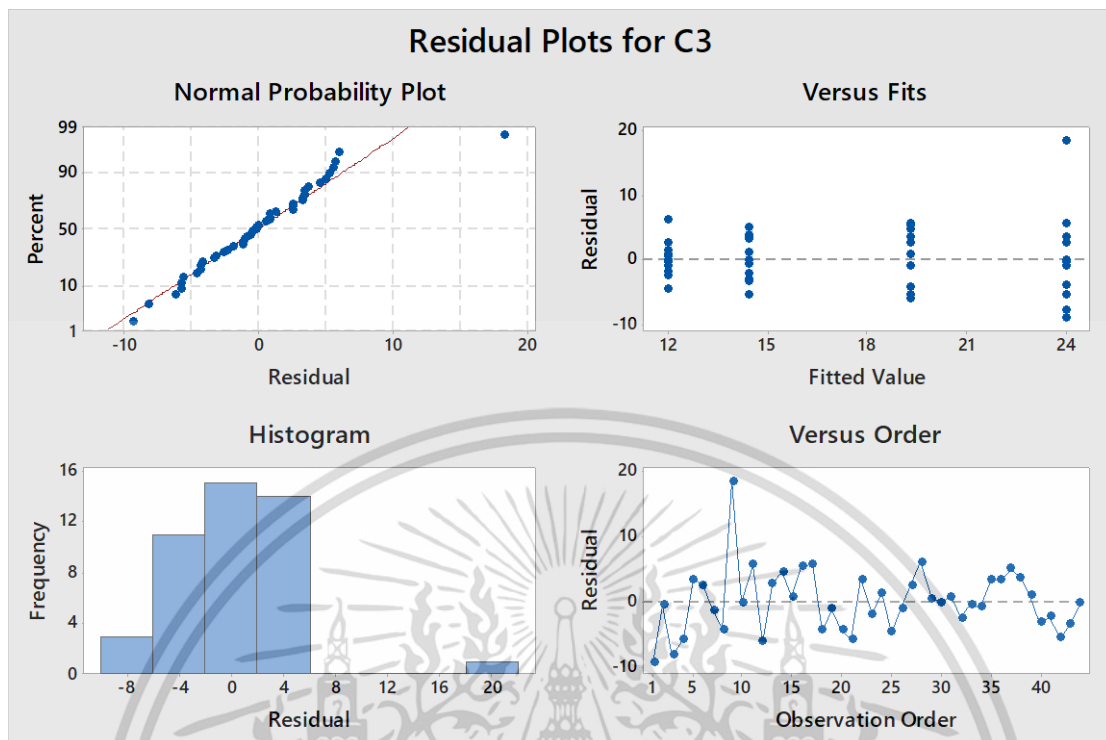 Residual Plots for C3
Normal Probability Plot
99
90
50
10
1
Percent
-10 0 10 20
Residual
Versus Fits
20
10
0
-10
Residual
12 15 18 21 24
Fitted Value
Histogram
16
12
8
4
0
Frequency
-8 -4 0 4 8 12 16 20
Residual
Versus Order
20
10
0
-10
Residual
1 5 10 15 20 25 30 35 40
Observation Order